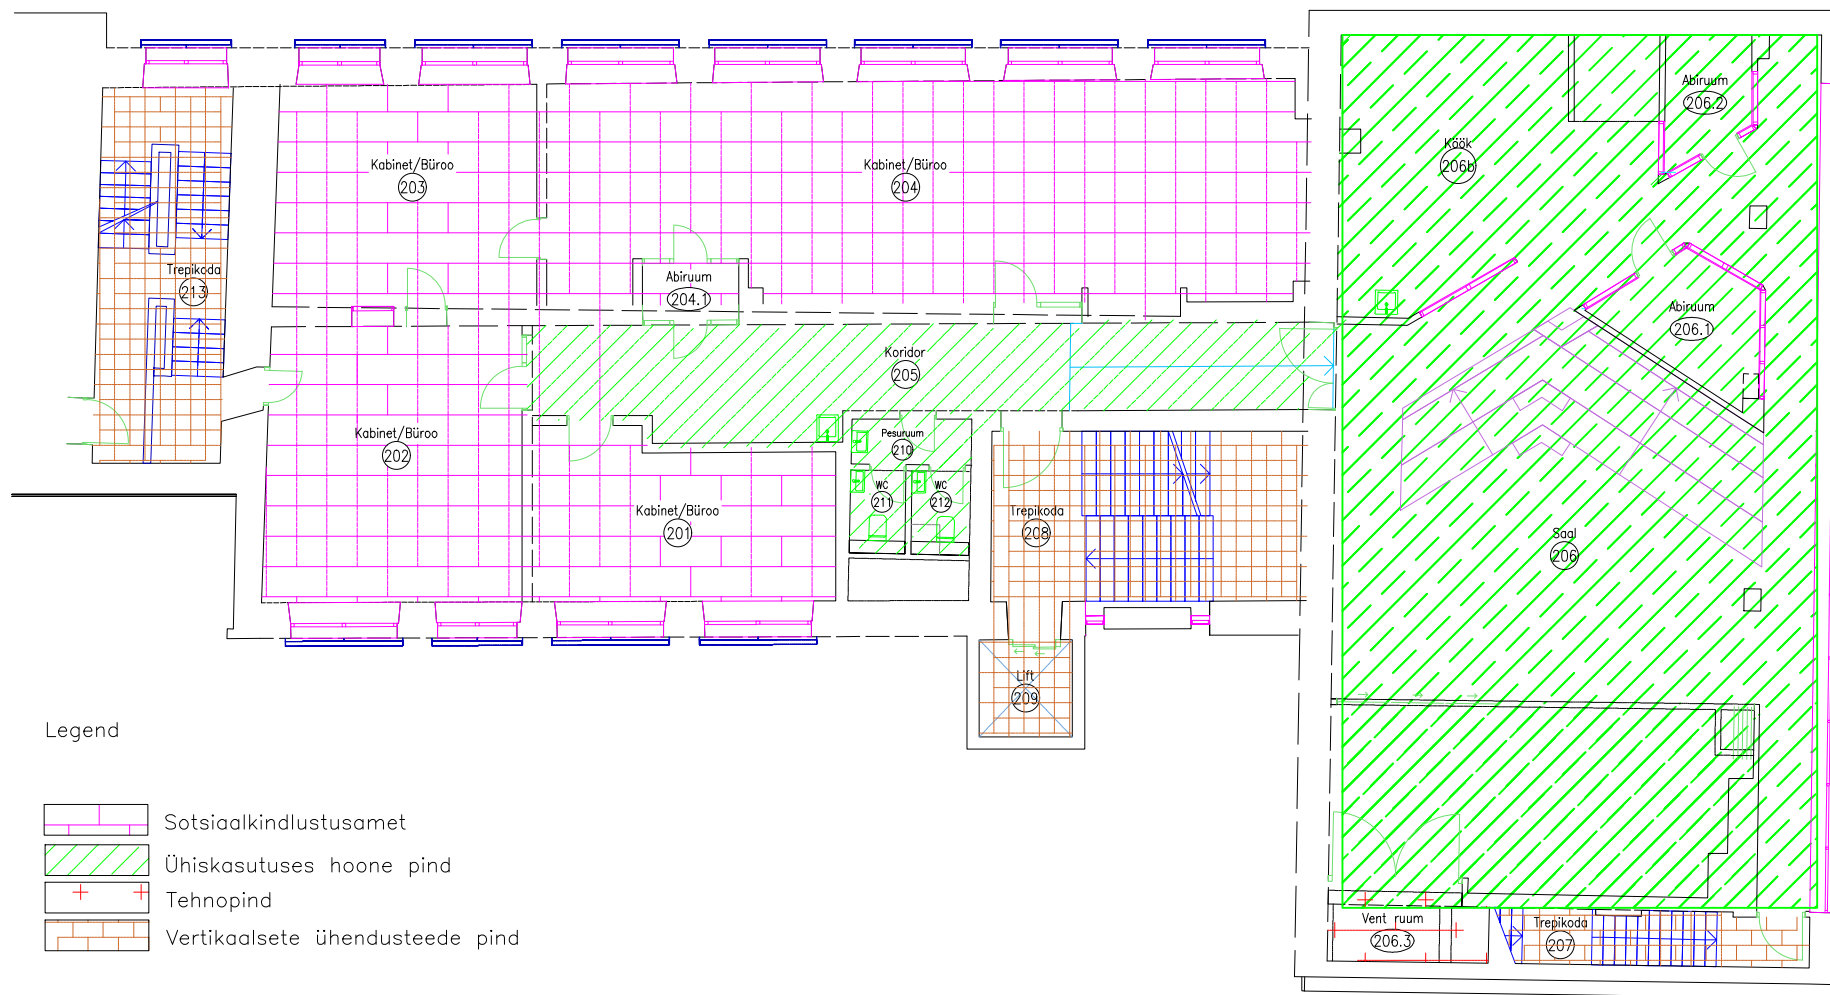 Abiruum
206.2
Köök
206b
Kabinet/Büroo
203
Kabinet/Büroo
204
Trepikoda
213
Abiruum
204.1
Abiruum
206.1
Koridor
205
Kabinet/Büroo
202
Pesuruum
210
WC
211
WC
212
Kabinet/Büroo
201
Trepikoda
208
Saal
206
Lift
209
Legend
Sotsiaalkindlustusamet
Ühiskasutuses hoone pind
Tehnopind
Vertikaalsete ühendusteede pind
Vent ruum
206.3
Trepikoda
207